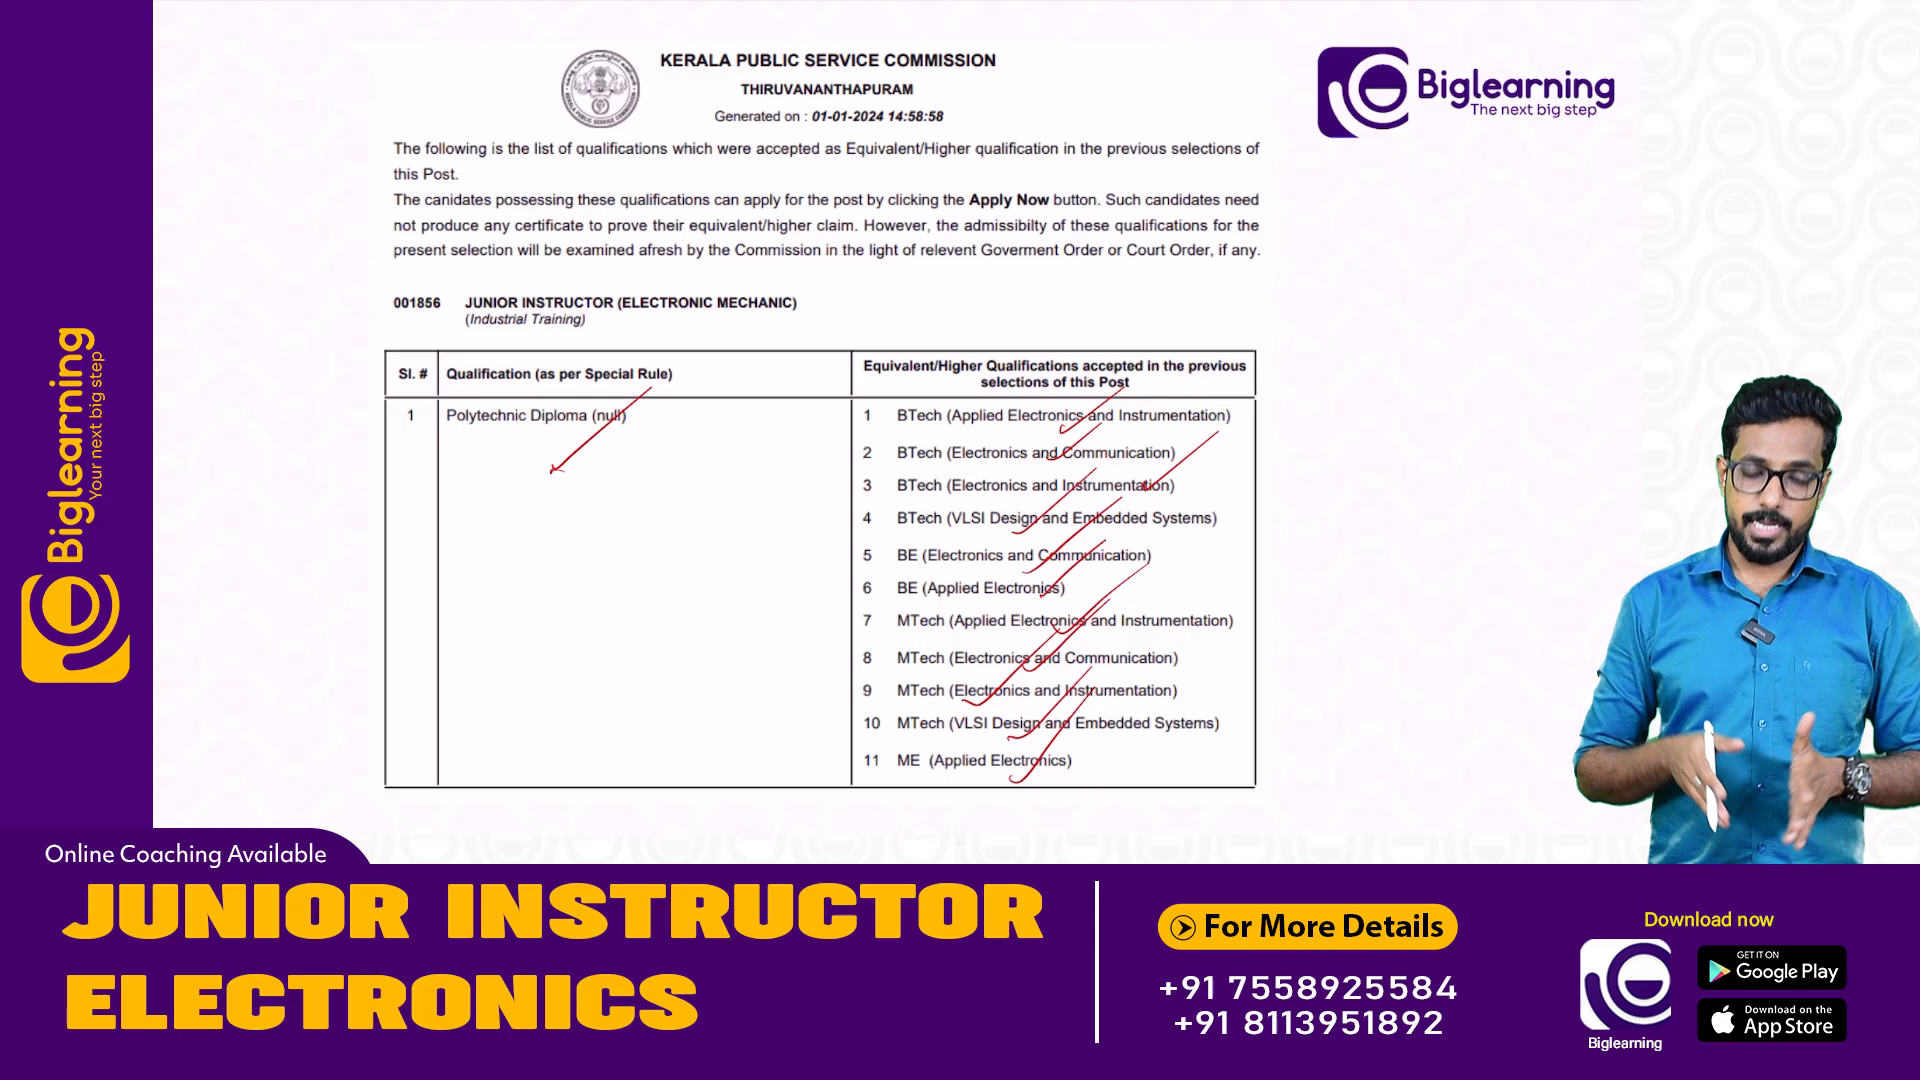 KERALA PUBLIC SERVICE COMMISSION
THIRUVANANTHAPURAM
Generated on : 01-01-2024 14:58:58
Biglearning
The next big step
The following is the list of qualifications which were accepted as Equivalent/Higher qualification in the previous selections of
this Post.
The canidates possessing these qualifications can apply for the post by clicking the Apply Now button. Such candidates need
not produce any certificate to prove their equivalent/higher claim. However, the admissibilty of these qualifications for the
present selection will be examined afresh by the Commission in the light of relevent Goverment Order or Court Order, if any.
001856 JUNIOR INSTRUCTOR (ELECTRONIC MECHANIC)
(Industrial Training)
Sl. # Qualification (as per Special Rule) Equivalent/Higher Qualifications accepted in the previous
selections of this Post
1 Polytechnic Diploma (null) 1 BTech (Applied Electronics and Instrumentation)
2 BTech (Electronics and Communication)
3 BTech (Electronics and Instrumentation)
4 BTech (VLSI Design and Embedded Systems)
5 BE (Electronics and Communication)
6 BE (Applied Electronics)
7 MTech (Applied Electronics and Instrumentation)
8 MTech (Electronics and Communication)
9 MTech (Electronics and Instrumentation)
10 MTech (VLSI Design and Embedded Systems)
11 ME (Applied Electronics)
Biglearning
Your next big step
Online Coaching Available
JUNIOR INSTRUCTOR
ELECTRONICS
For More Details
+91 7558925584
+91 8113951892
Download now
Biglearning
GET IT ON
Google Play
Download on the
App Store